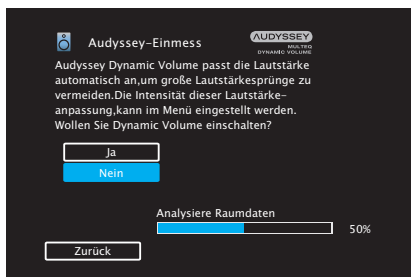 Audyssey-Einmess
AUDYSSEY
MULTEQ
DYNAMIC VOLUME
Audyssey Dynamic Volume passt die Lautstärke
automatisch an,um große Lautstärkesprünge zu
vermeiden.Die Intensität dieser Lautstärke-
anpassung,kann im Menü eingestellt werden.
Wollen Sie Dynamic Volume einschalten?
Ja
Nein
Analysiere Raumdaten
50%
Zurück